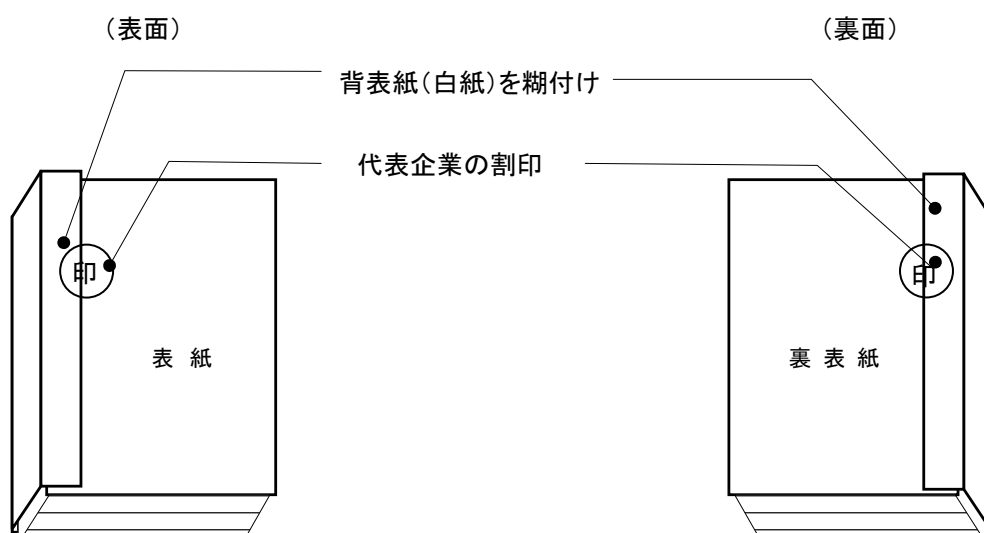 （表面）
（裏面）
背表紙（白紙）を糊付け
代表企業の割印
印
印
表 紙
裏 表 紙